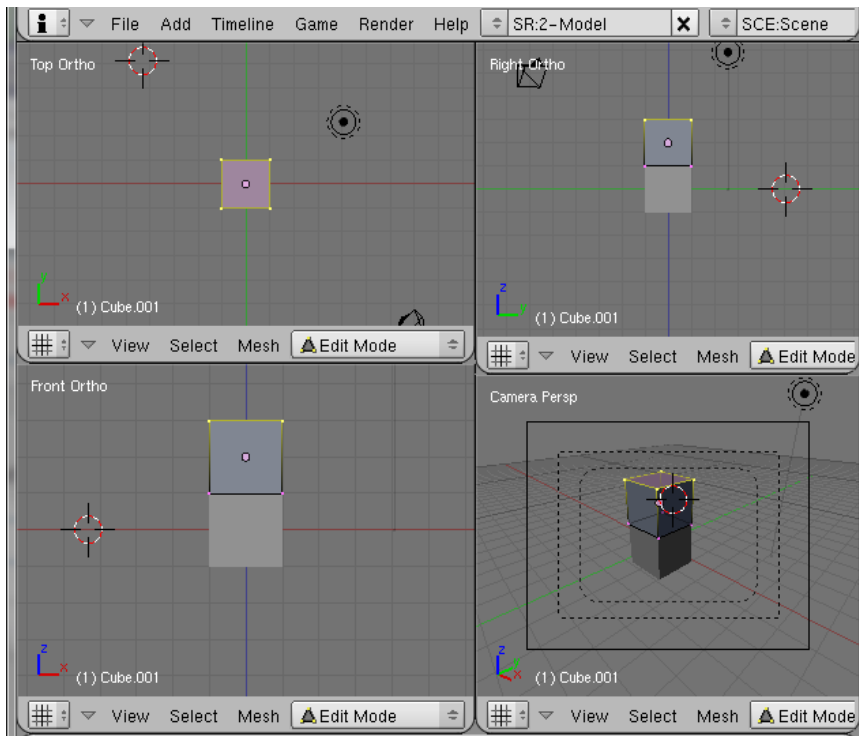 File Add Timeline Game Render Help SR:2-Model SCE:Scene
Top Ortho
y
x
(1) Cube.001
View Select Mesh Edit Mode
Right Ortho
z
y
(1) Cube.001
View Select Mesh Edit Mode
Front Ortho
z
x
(1) Cube.001
View Select Mesh Edit Mode
Camera Persp
z
y
x
(1) Cube.001
View Select Mesh Edit Mode